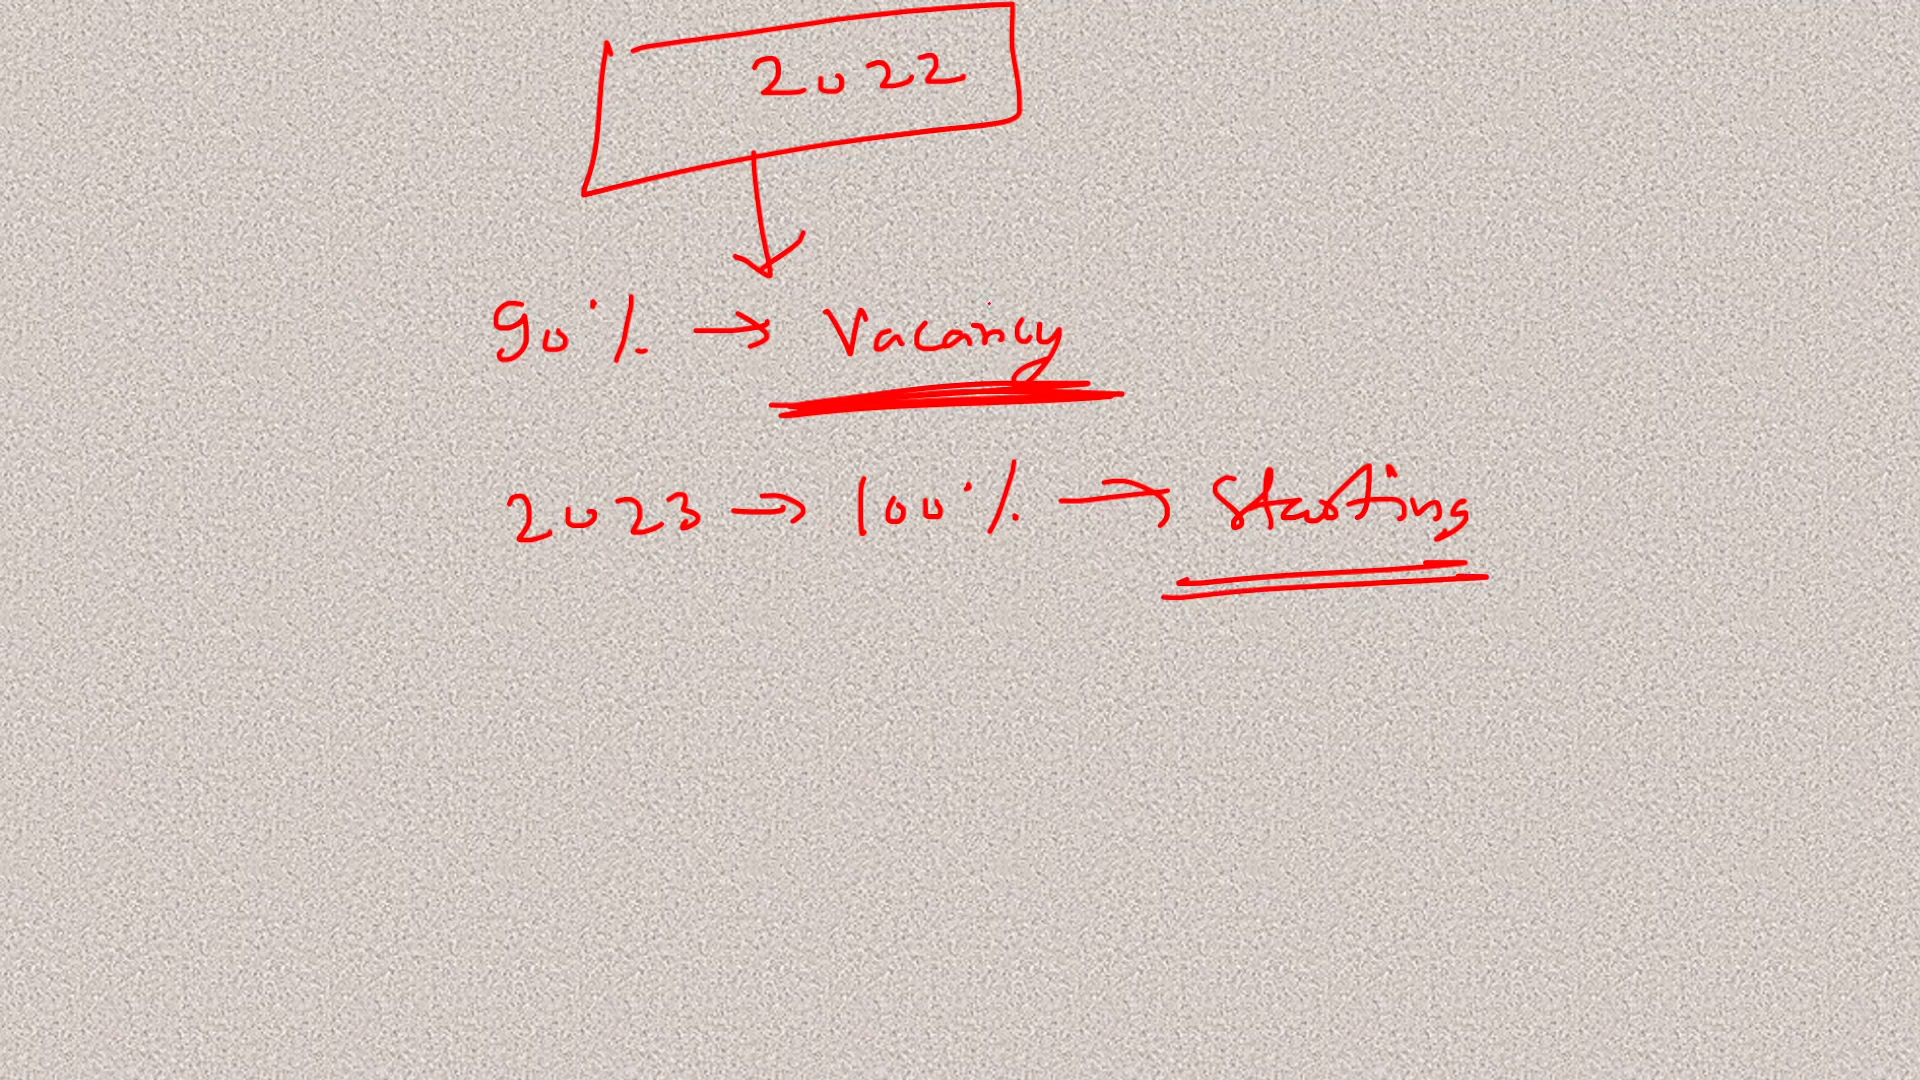 2022
90% → Vacancy
2023 → 100% → Starting